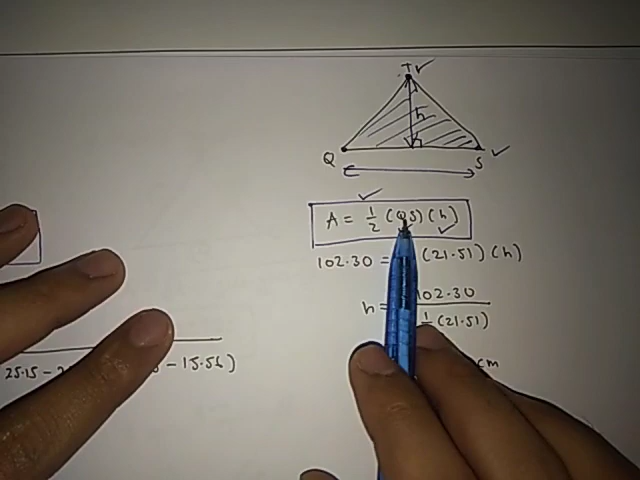 T ✓
h
Q S ✓
✓
A = 1/2 (QS) (h) ✓
102.30 = (21.51) (h)
h = 102.30
1/2 (21.51)
cm
25.15 - - 15.56)